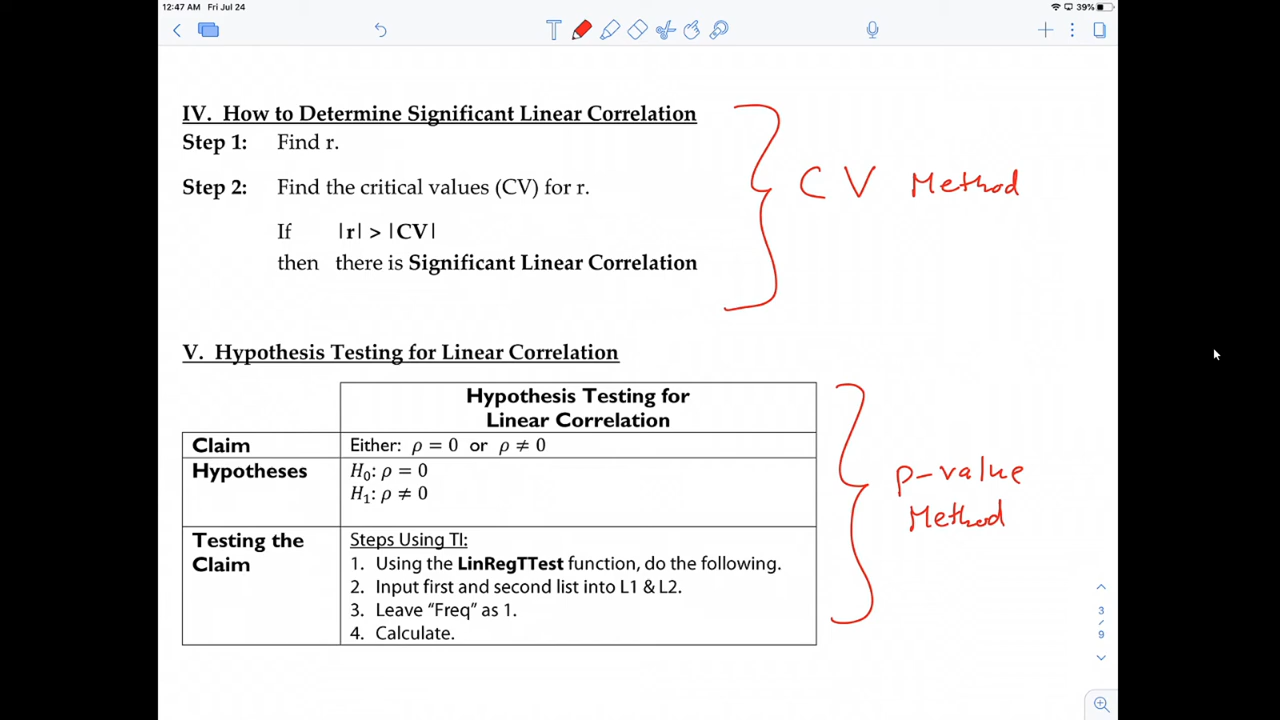 12:47 AM Fri Jul 24
39%
IV. How to Determine Significant Linear Correlation
Step 1: Find r.
Step 2: Find the critical values (CV) for r.
If |r| > |CV|
then there is Significant Linear Correlation
CV Method
V. Hypothesis Testing for Linear Correlation
Hypothesis Testing for
Linear Correlation
Claim Either: ρ = 0 or ρ ≠ 0
Hypotheses H₀: ρ = 0
H₁: ρ ≠ 0
Testing the
Claim
Steps Using TI:
1. Using the LinRegTTest function, do the following.
2. Input first and second list into L1 & L2.
3. Leave "Freq" as 1.
4. Calculate.
p-value
Method
3
/
9